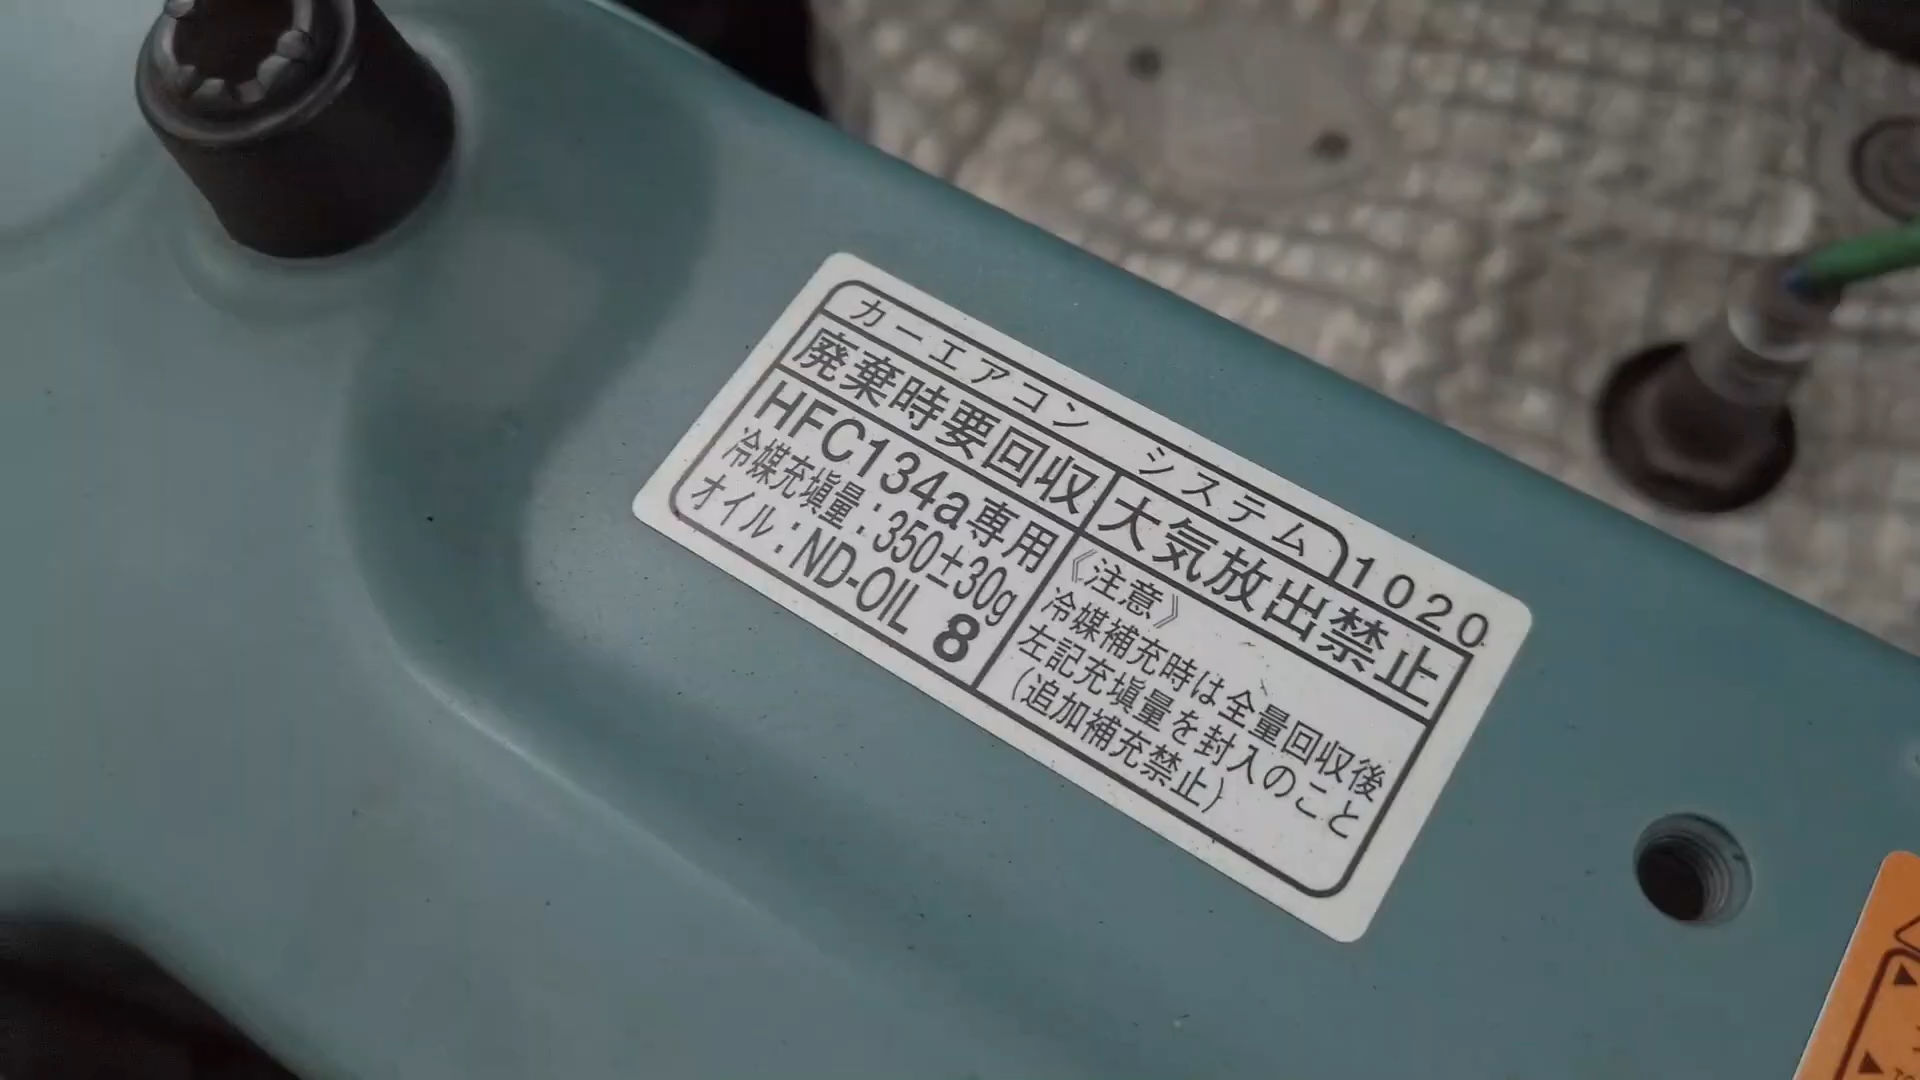 カーエアコン システム 1020
廃棄時要回収 大気放出禁止
HFC134a専用
冷媒充填量:350±30g
オイル:ND-OIL 8
《注意》
冷媒補充時は全量回収後
左記充填量を封入のこと
(追加補充禁止)